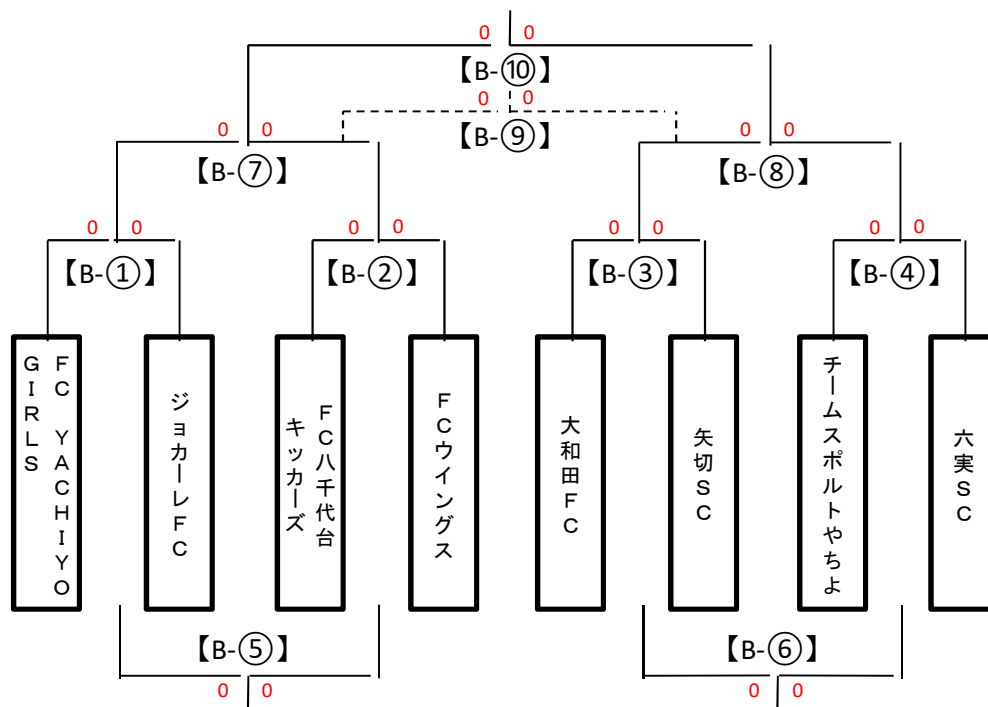 0 0
【B-⑩】
0 0
【B-⑨】
0 0
【B-⑦】
0 0
【B-⑧】
0 0
【B-①】
0 0
【B-②】
0 0
【B-③】
0 0
【B-④】
ＦＣ ＹＡＣＨＩＹＯ
ＧＩＲＬＳ
ジョカーレＦＣ
ＦＣ八千代台
キッカーズ
ＦＣウイングス
大和田ＦＣ
矢切ＳＣ
チームスポルトやちよ
六実ＳＣ
【B-⑤】
0 0
【B-⑥】
0 0